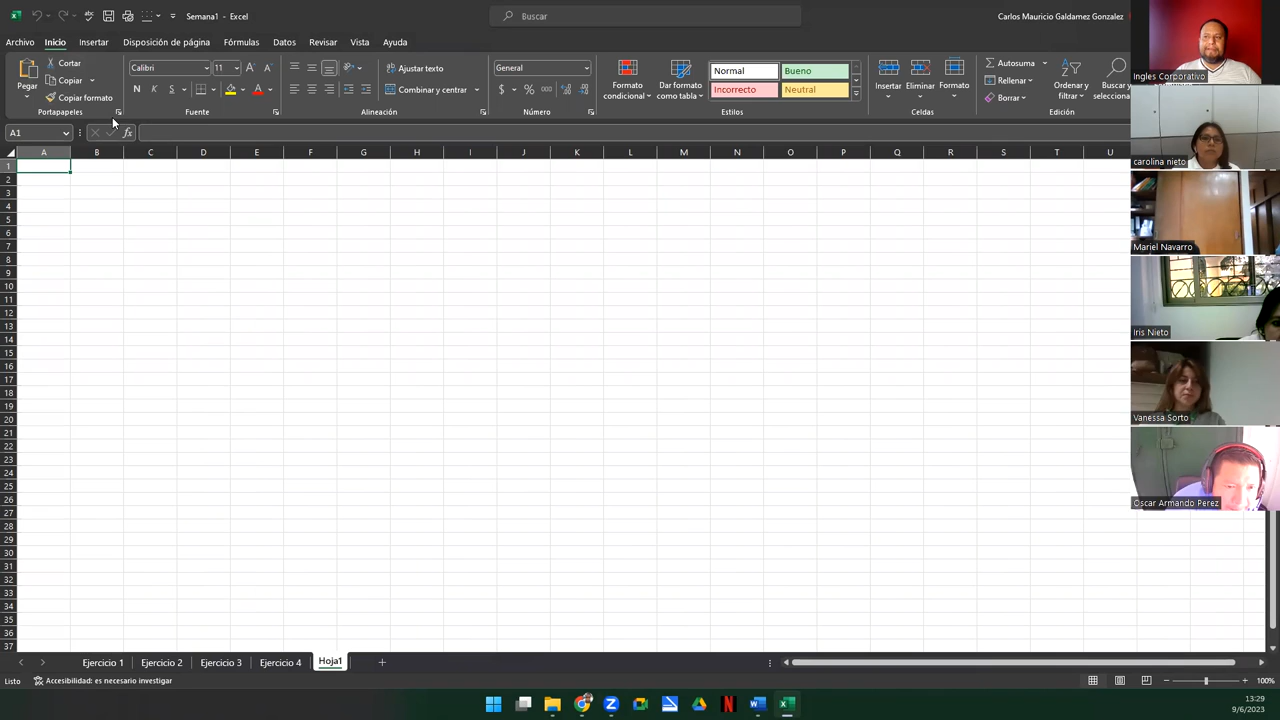 Semana1 - Excel
Buscar
Carlos Mauricio Galdamez Gonzalez
Archivo Inicio Insertar Disposición de página Fórmulas Datos Revisar Vista Ayuda
Pegar
Cortar
Copiar
Copiar formato
Portapapeles
Calibri 11
N K S
Fuente
Ajustar texto
Combinar y centrar
Alineación
General
$ % 000
Número
Formato condicional
Dar formato como tabla
Normal Bueno
Incorrecto Neutral
Estilos
Insertar Eliminar Formato
Celdas
Autosuma
Rellenar
Borrar
Ordenar y filtrar
Buscar y selecciona
Edición
A1
fx
A B C D E F G H I J K L M N O P Q R S T U
1
2
3
4
5
6
7
8
9
10
11
12
13
14
15
16
17
18
19
20
21
22
23
24
25
26
27
28
29
30
31
32
33
34
35
36
37
Ingles Corporativo
carolina nieto
Mariel Navarro
Iris Nieto
Vanessa Sorto
Oscar Armando Perez
Ejercicio 1 Ejercicio 2 Ejercicio 3 Ejercicio 4 Hoja1
Listo
Accesibilidad: es necesario investigar
100%
13:29
9/6/2023